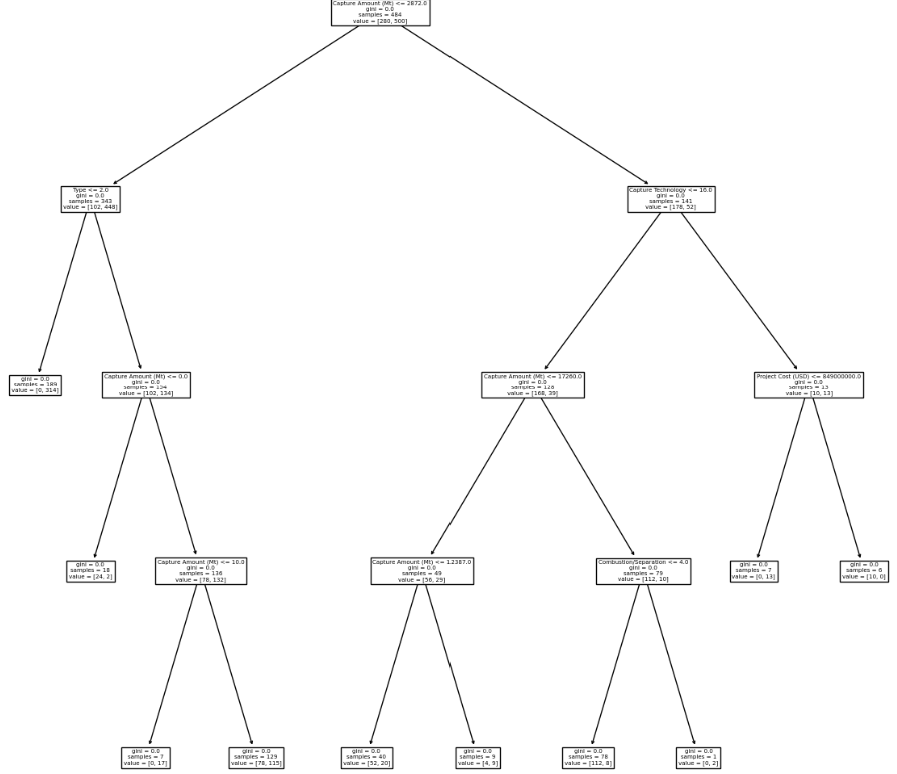 Capture Amount (Mt) <= 2872.0
gini = 0.0
samples = 484
value = [280, 500]
Type <= 2.0
gini = 0.0
samples = 343
value = [102, 448]
Capture Technology <= 16.0
gini = 0.0
samples = 141
value = [178, 52]
gini = 0.0
samples = 189
value = [0, 314]
Capture Amount (Mt) <= 0.0
gini = 0.0
samples = 154
value = [102, 134]
Capture Amount (Mt) <= 17260.0
gini = 0.0
samples = 128
value = [168, 39]
Project Cost (USD) <= 849000000.0
gini = 0.0
samples = 13
value = [10, 13]
gini = 0.0
samples = 18
value = [24, 2]
Capture Amount (Mt) <= 10.0
gini = 0.0
samples = 136
value = [78, 132]
Capture Amount (Mt) <= 12387.0
gini = 0.0
samples = 49
value = [56, 29]
Combustion/Separation <= 4.0
gini = 0.0
samples = 79
value = [112, 10]
gini = 0.0
samples = 7
value = [0, 13]
gini = 0.0
samples = 6
value = [10, 0]
gini = 0.0
samples = 7
value = [0, 17]
gini = 0.0
samples = 129
value = [78, 115]
gini = 0.0
samples = 40
value = [52, 20]
gini = 0.0
samples = 9
value = [4, 9]
gini = 0.0
samples = 78
value = [112, 8]
gini = 0.0
samples = 1
value = [0, 2]